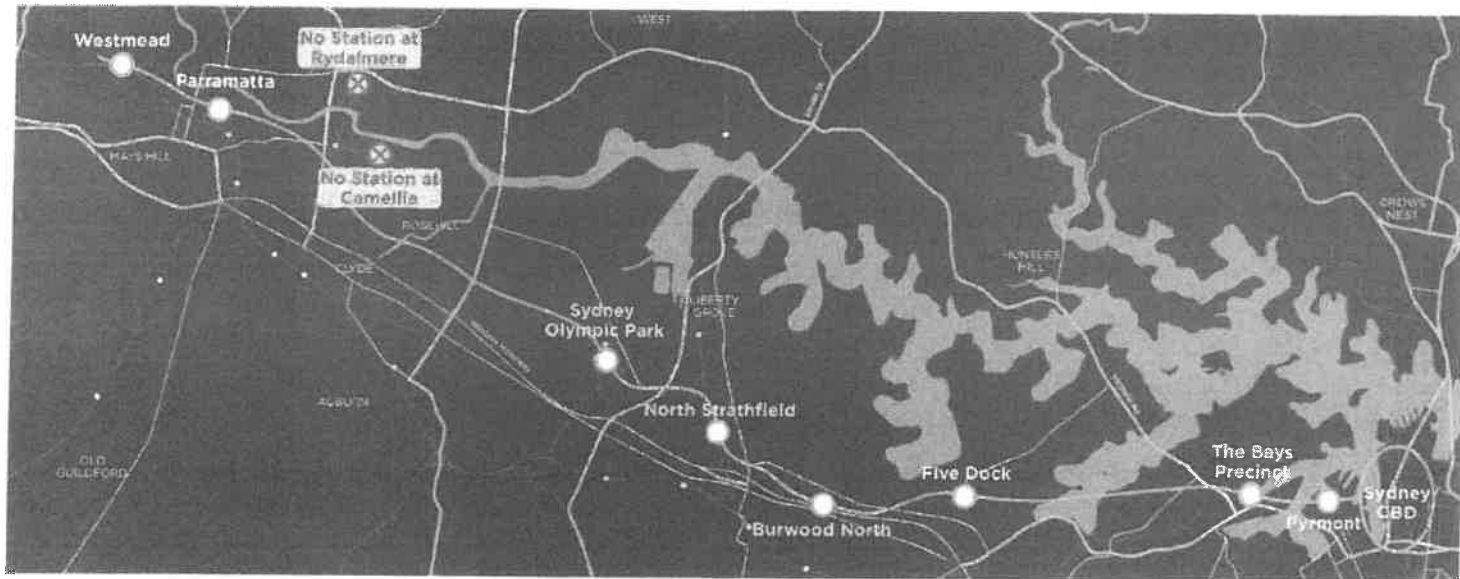 WEST
Westmead
No Station at
Rydalmere
Parramatta
MAYS HILL
No Station at
Camellia
ROSEHILL
CLYDE
CROWS
NEST
HUNTERS
HILL
LIBERTY
GROVE
Sydney
Olympic Park
AUBURN
North Strathfield
OLD
GUILDFORD
Five Dock
The Bays
Precinct
Sydney
CBD
Pyrmont
*Burwood North